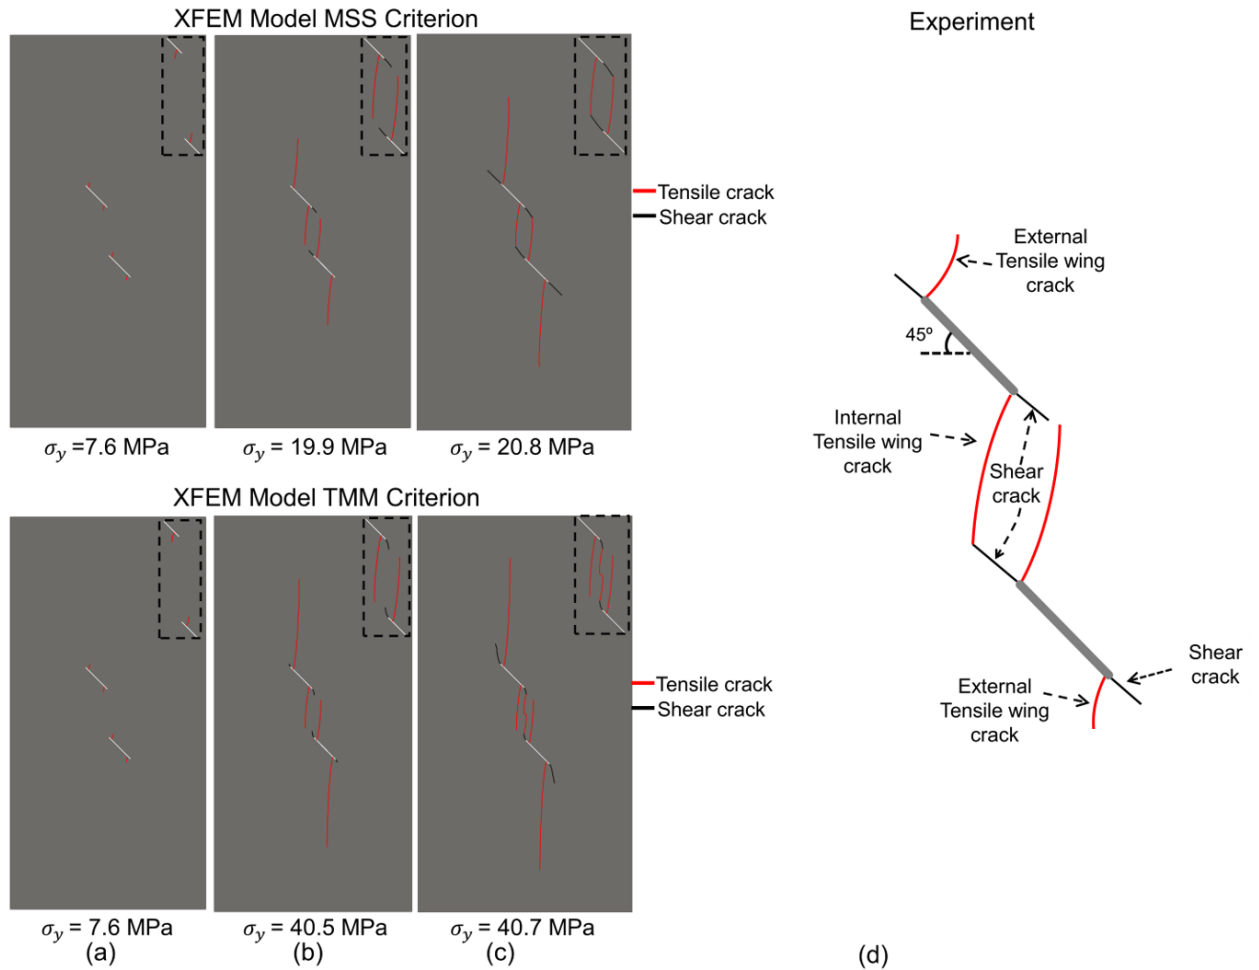 XFEM Model MSS Criterion
Experiment
Tensile crack
Shear crack
σy =7.6 MPa
σy = 19.9 MPa
σy = 20.8 MPa
XFEM Model TMM Criterion
Tensile crack
Shear crack
σy = 7.6 MPa
σy = 40.5 MPa
σy = 40.7 MPa
(a)
(b)
(c)
External
Tensile wing
crack
45º
Internal
Tensile wing
crack
Shear
crack
Shear
crack
External
Tensile wing
crack
(d)